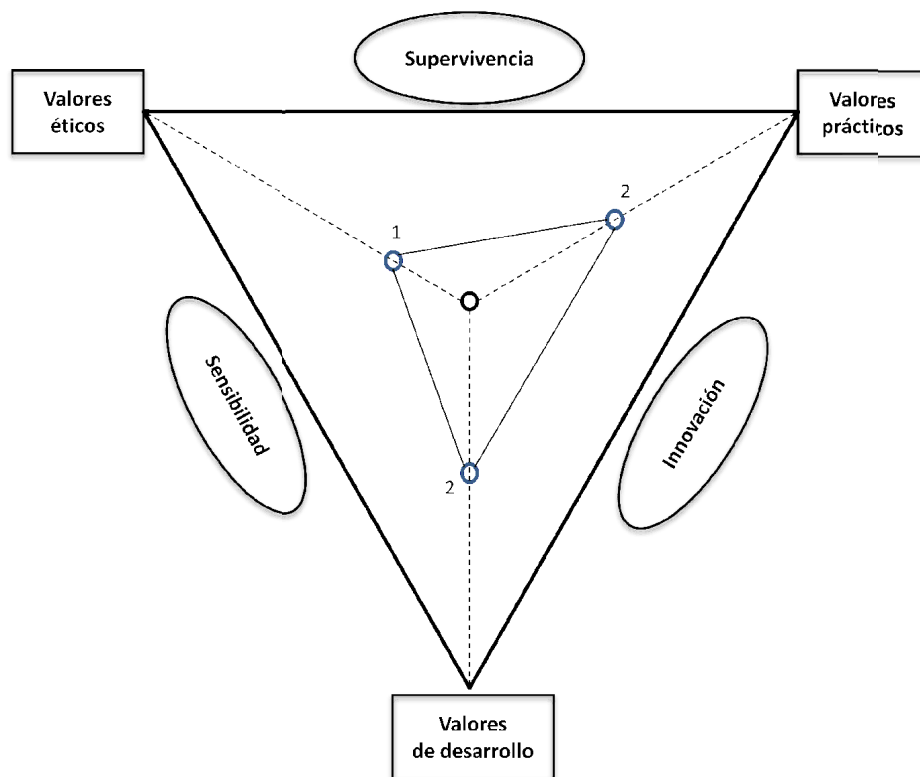 Supervivencia
Valores
éticos
Valores
prácticos
2
1
Sensibilidad
Innovación
2
Valores
de desarrollo